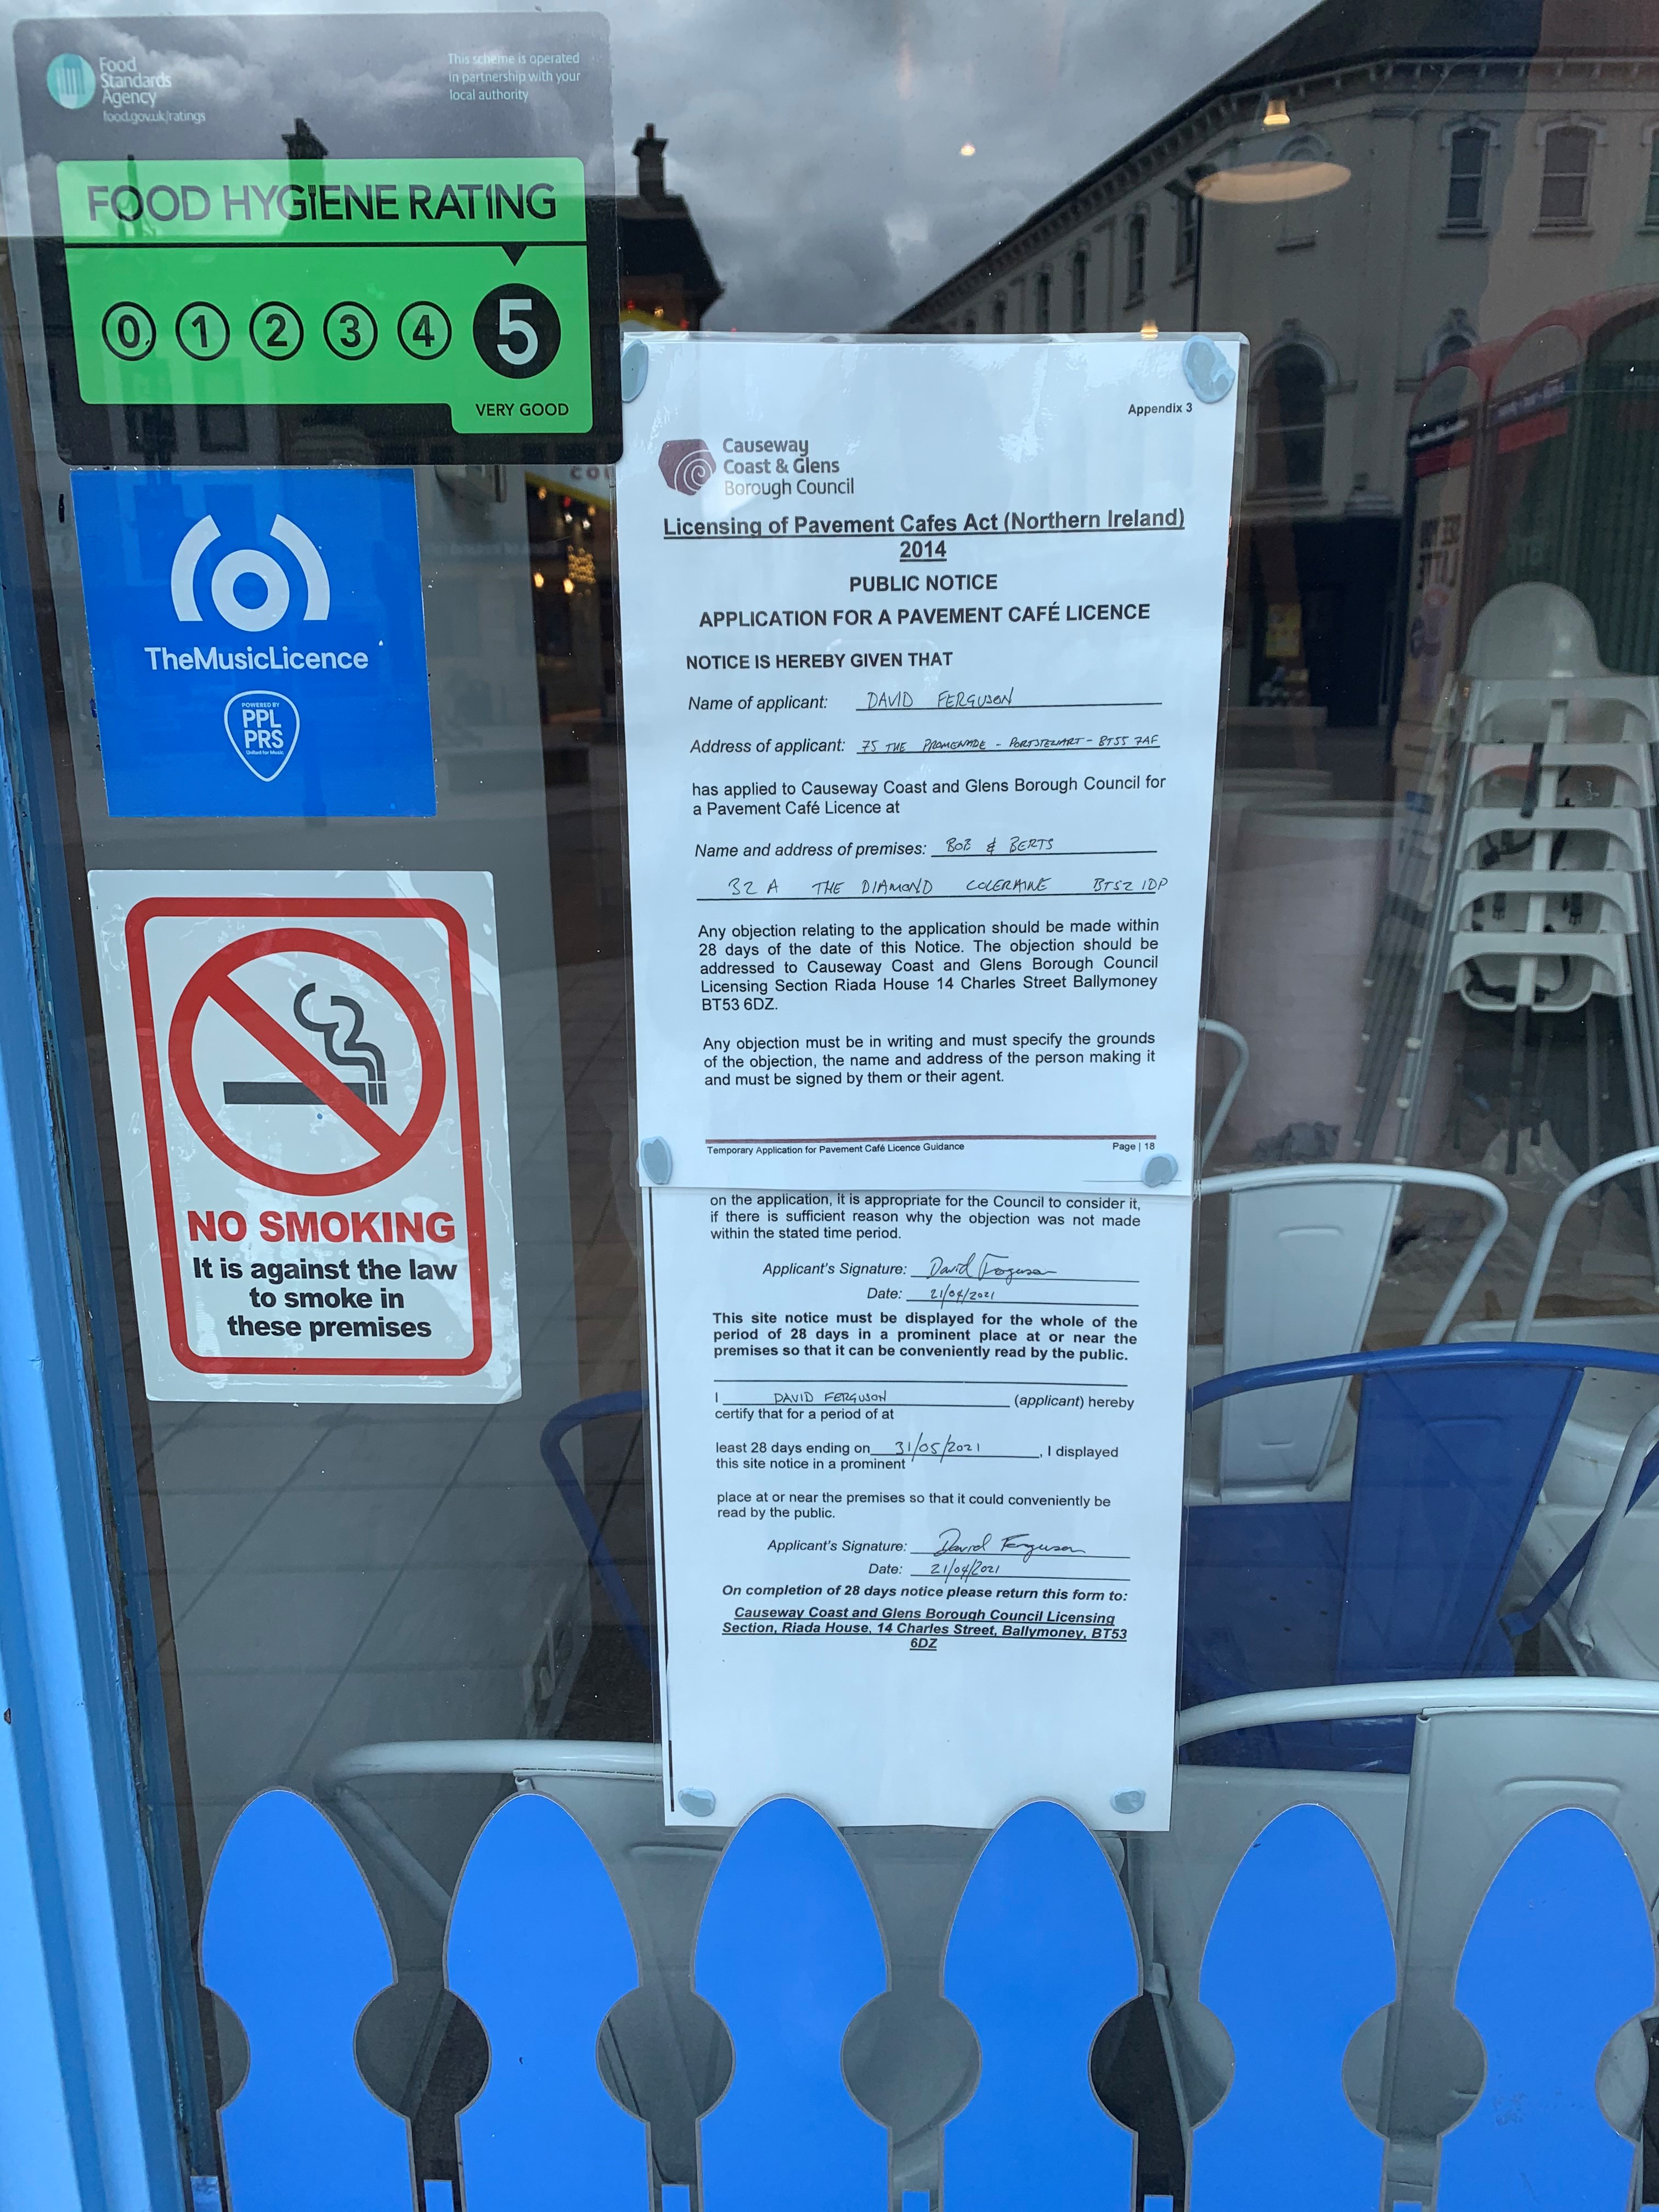 Food
Standards
Agency
food.gov.uk/ratings
This scheme is operated
in partnership with your
local authority
FOOD HYGIENE RATING
0 1 2 3 4 5
VERY GOOD
TheMusicLicence
POWERED BY
PPL
PRS
United for Music
NO SMOKING
It is against the law
to smoke in
these premises
Appendix 3
Causeway
Coast & Glens
Borough Council
Licensing of Pavement Cafes Act (Northern Ireland)
2014
PUBLIC NOTICE
APPLICATION FOR A PAVEMENT CAFÉ LICENCE
NOTICE IS HEREBY GIVEN THAT
Name of applicant: DAVID FERGUSON
Address of applicant: 75 THE PROMENADE - PORTSTEWART - BT55 7AF
has applied to Causeway Coast and Glens Borough Council for
a Pavement Café Licence at
Name and address of premises: BOB & BERTS
32 A THE DIAMOND COLERAINE BT52 1DP
Any objection relating to the application should be made within
28 days of the date of this Notice. The objection should be
addressed to Causeway Coast and Glens Borough Council
Licensing Section Riada House 14 Charles Street Ballymoney
BT53 6DZ.
Any objection must be in writing and must specify the grounds
of the objection, the name and address of the person making it
and must be signed by them or their agent.
Temporary Application for Pavement Café Licence Guidance Page | 18
on the application, it is appropriate for the Council to consider it,
if there is sufficient reason why the objection was not made
within the stated time period.
Applicant's Signature: David Ferguson
Date: 21/04/2021
This site notice must be displayed for the whole of the
period of 28 days in a prominent place at or near the
premises so that it can be conveniently read by the public.
I DAVID FERGUSON (applicant) hereby
certify that for a period of at
least 28 days ending on 31/05/2021, I displayed
this site notice in a prominent
place at or near the premises so that it could conveniently be
read by the public.
Applicant's Signature: David Ferguson
Date: 21/04/2021
On completion of 28 days notice please return this form to:
Causeway Coast and Glens Borough Council Licensing
Section, Riada House, 14 Charles Street, Ballymoney, BT53
6DZ